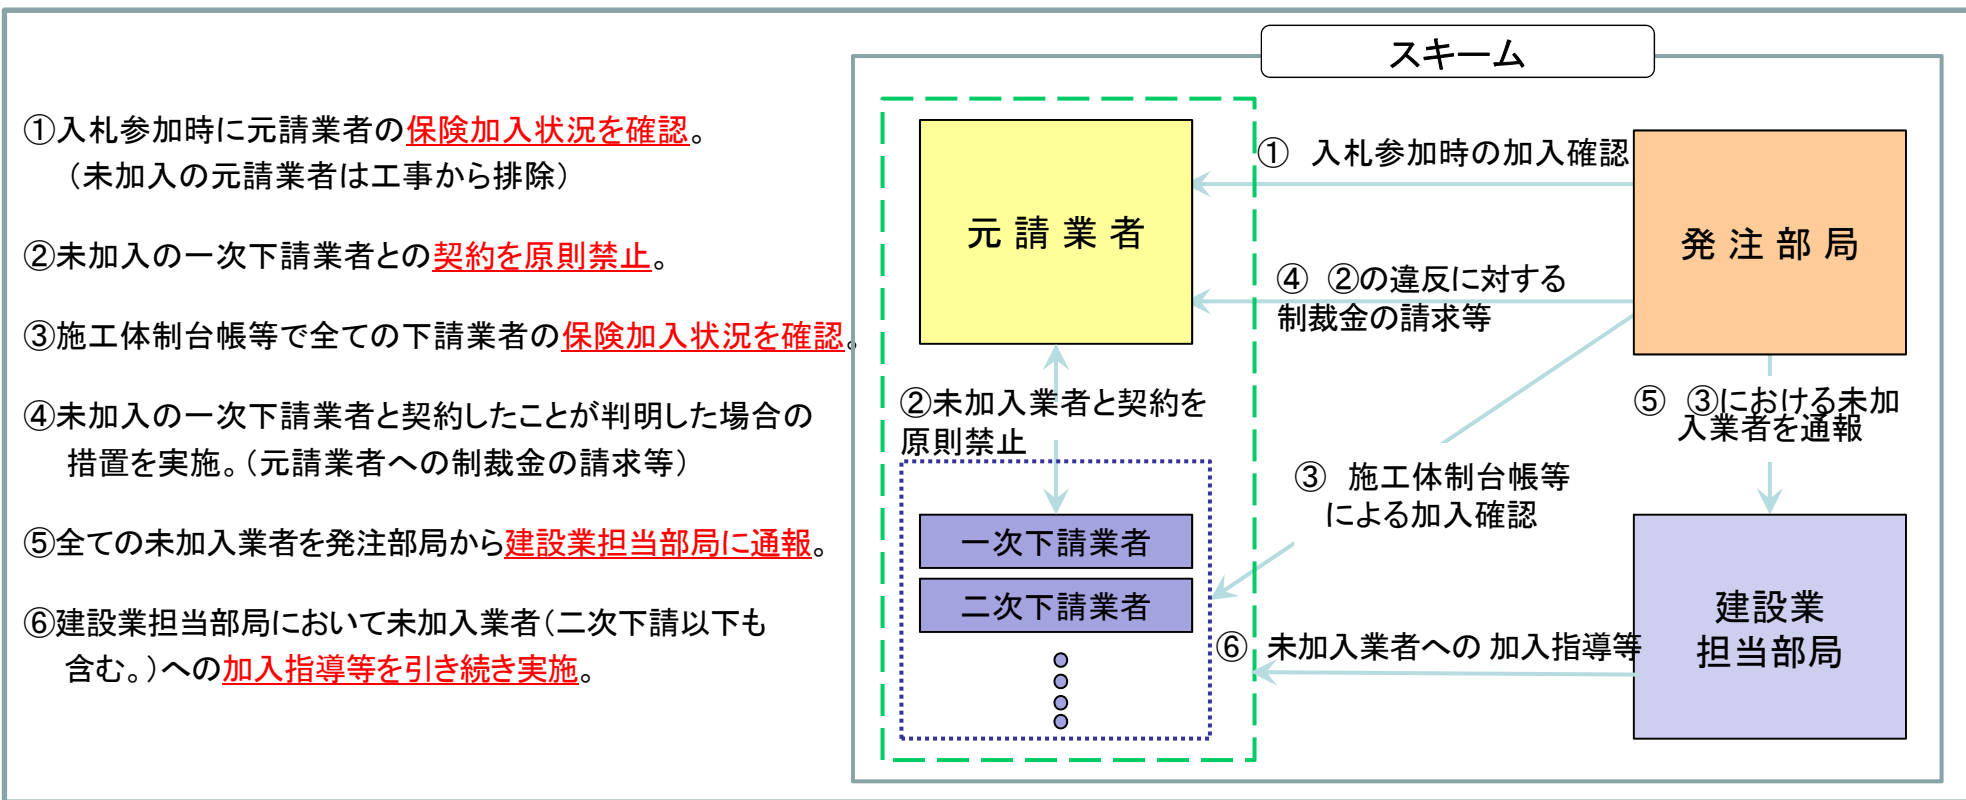 ①入札参加時に元請業者の保険加入状況を確認。
（未加入の元請業者は工事から排除）
②未加入の一次下請業者との契約を原則禁止。
③施工体制台帳等で全ての下請業者の保険加入状況を確認。
④未加入の一次下請業者と契約したことが判明した場合の
措置を実施。（元請業者への制裁金の請求等）
⑤全ての未加入業者を発注部局から建設業担当部局に通報。
⑥建設業担当部局において未加入業者（二次下請以下も
含む。）への加入指導等を引き続き実施。
スキーム
元請業者
① 入札参加時の加入確認
発注部局
④ ②の違反に対する
制裁金の請求等
②未加入業者と契約を
原則禁止
⑤ ③における未加
入業者を通報
③ 施工体制台帳等
による加入確認
一次下請業者
二次下請業者
⑥ 未加入業者への 加入指導等
建設業
担当部局